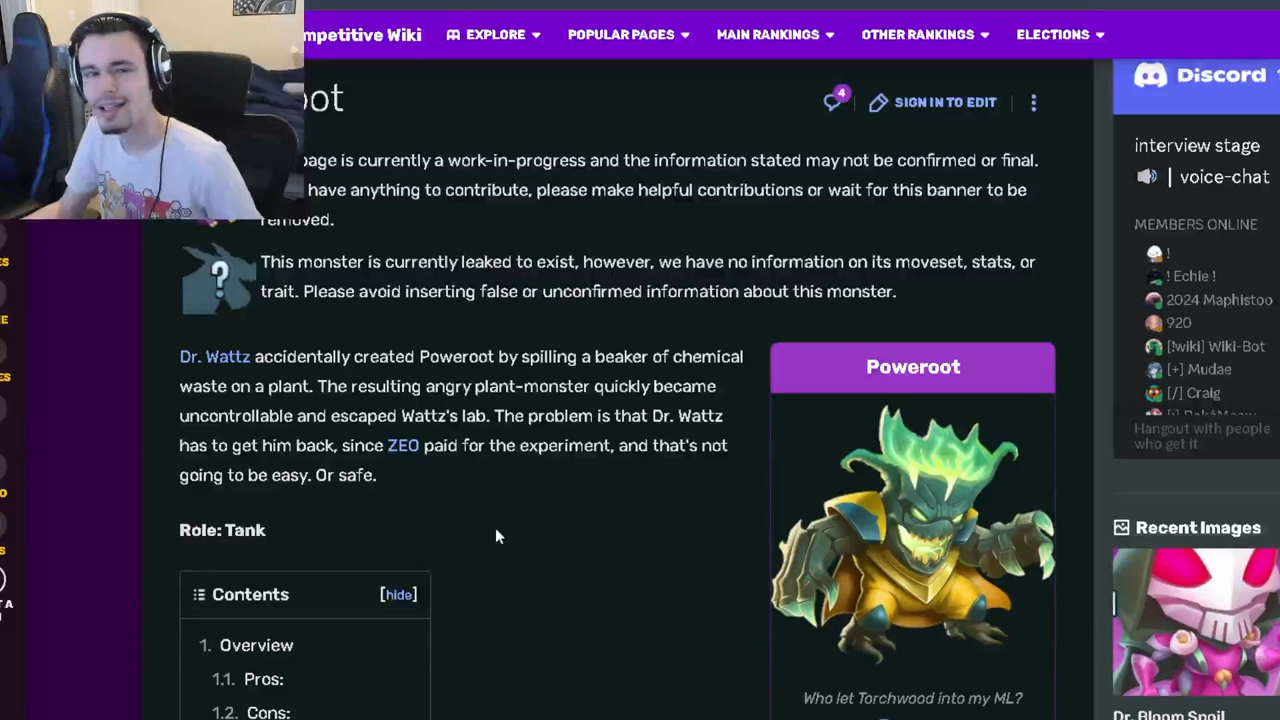 mpetitive Wiki
EXPLORE
POPULAR PAGES
MAIN RANKINGS
OTHER RANKINGS
ELECTIONS
ot
4
SIGN IN TO EDIT
page is currently a work-in-progress and the information stated may not be confirmed or final.
have anything to contribute, please make helpful contributions or wait for this banner to be
removed.
?
This monster is currently leaked to exist, however, we have no information on its moveset, stats, or
trait. Please avoid inserting false or unconfirmed information about this monster.
Dr. Wattz accidentally created Poweroot by spilling a beaker of chemical
waste on a plant. The resulting angry plant-monster quickly became
uncontrollable and escaped Wattz's lab. The problem is that Dr. Wattz
has to get him back, since ZEO paid for the experiment, and that's not
going to be easy. Or safe.
Role: Tank
Contents [hide]
1. Overview
1.1. Pros:
1.2. Cons:
Poweroot
Who let Torchwood into my ML?
Discord
interview stage
| voice-chat
MEMBERS ONLINE
!
! Echie !
2024 Maphistoo
920
[!wiki] Wiki-Bot
[+] Mudae
[/] Craig
Hangout with people
who get it
Recent Images
Dr. Bloom Spoil